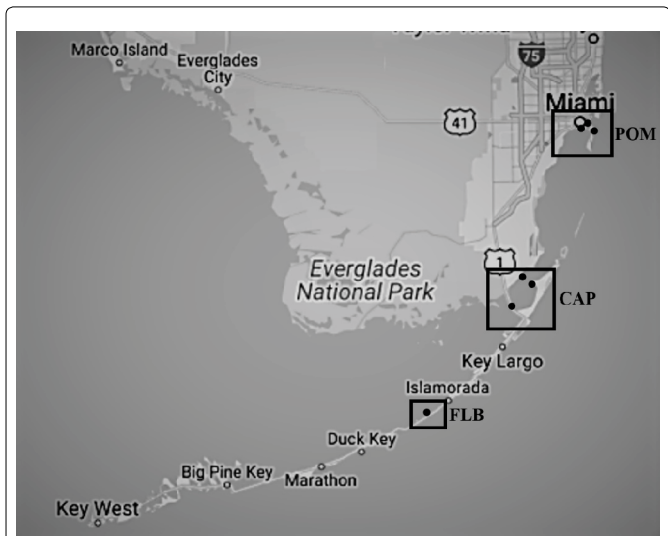 Marco Island
Everglades
City
75
Miami
41
POM
1
Everglades
National Park
CAP
Key Largo
Islamorada
FLB
Duck Key
Big Pine Key
Marathon
Key West